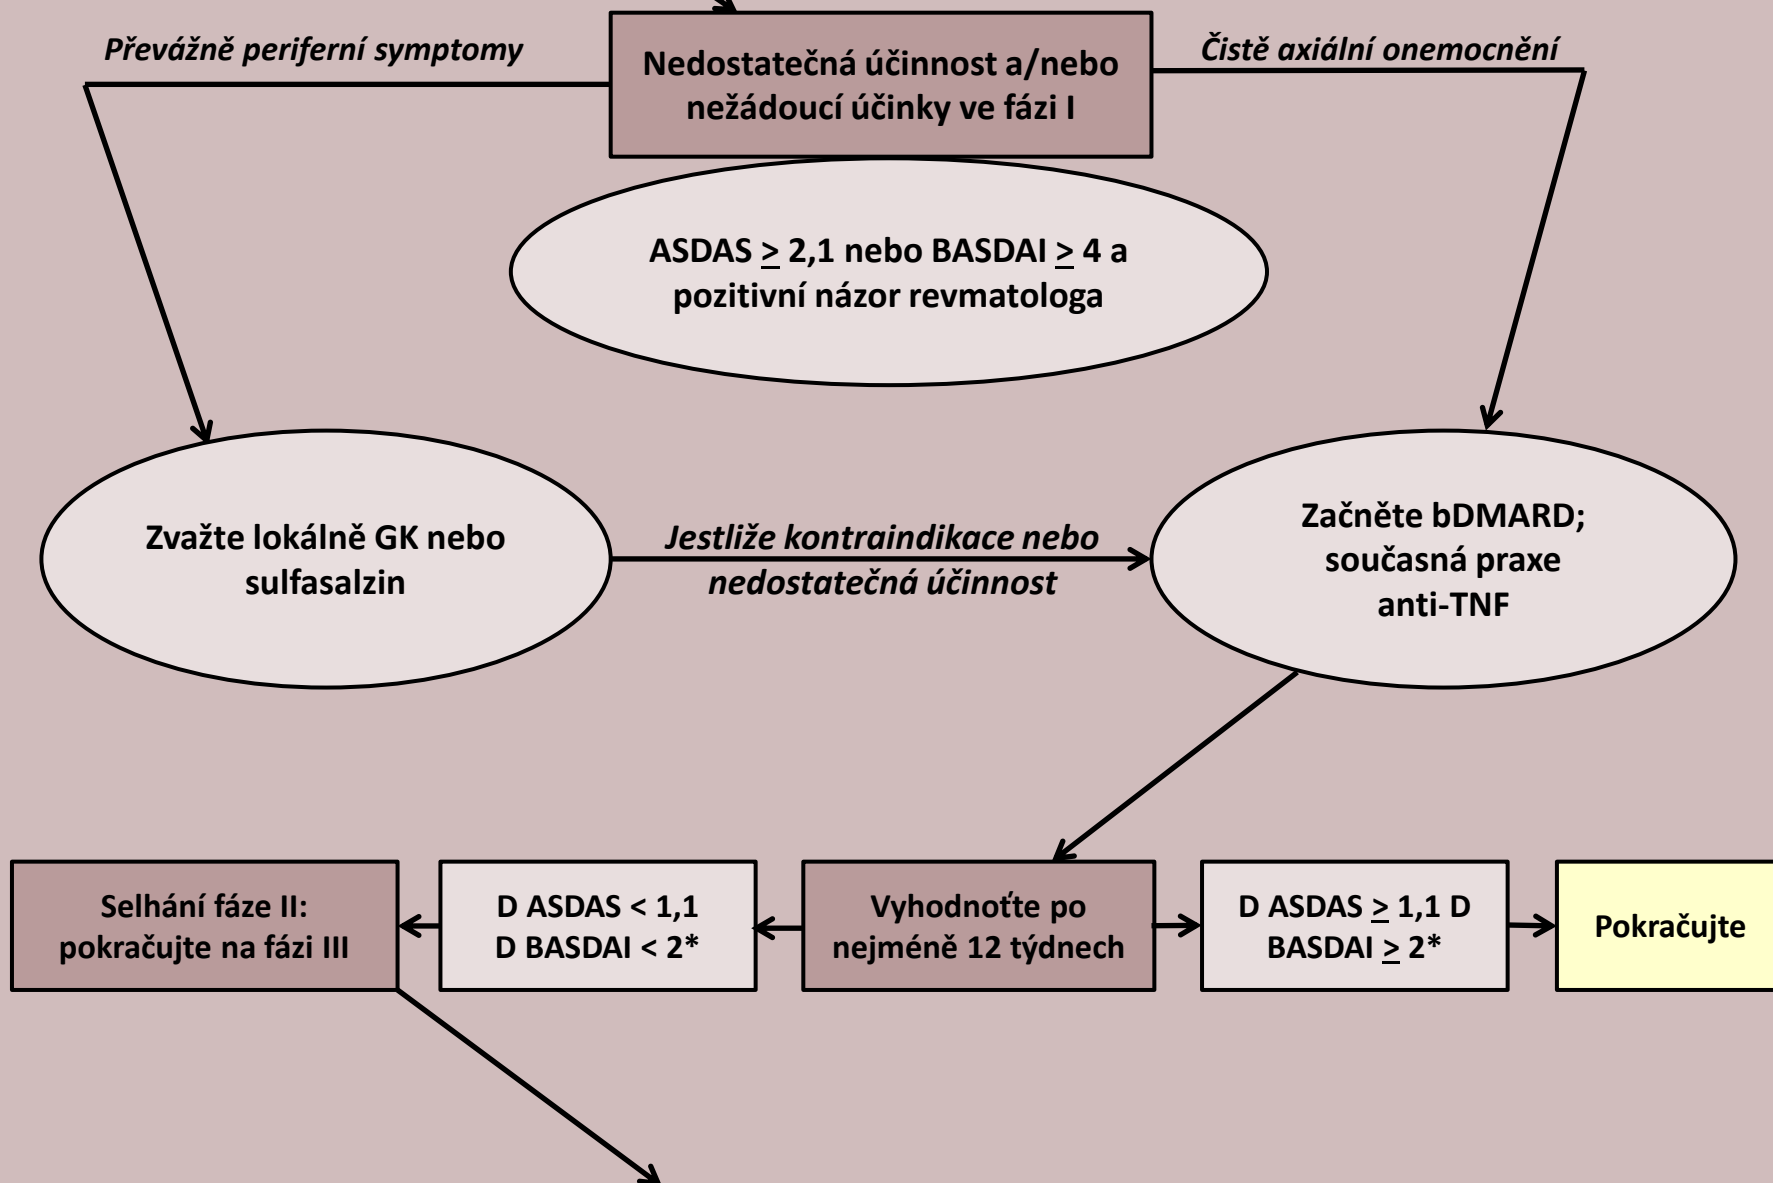 Převážně periferní symptomy
Nedostatečná účinnost a/nebo
nežádoucí účinky ve fázi I
Čistě axiální onemocnění
ASDAS ≥ 2,1 nebo BASDAI ≥ 4 a
pozitivní názor revmatologa
Zvažte lokálně GK nebo
sulfasalzin
Jestliže kontraindikace nebo
nedostatečná účinnost
Začněte bDMARD;
současná praxe
anti-TNF
Selhání fáze II:
pokračujte na fázi III
D ASDAS < 1,1
D BASDAI < 2*
Vyhodnoťte po
nejméně 12 týdnech
D ASDAS ≥ 1,1 D
BASDAI ≥ 2*
Pokračujte